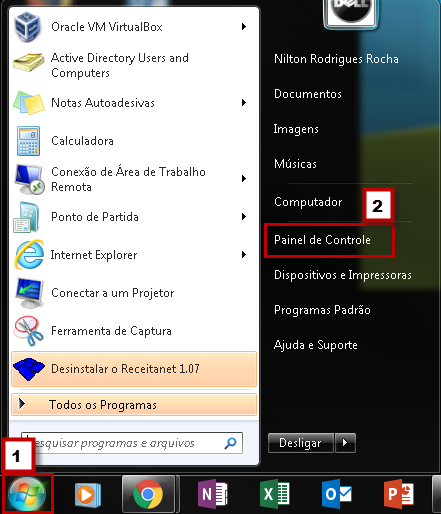 Oracle VM VirtualBox
Active Directory Users and
Computers
Notas Autoadesivas
Calculadora
Conexão de Área de Trabalho
Remota
Ponto de Partida
Internet Explorer
Conectar a um Projetor
Ferramenta de Captura
Desinstalar o Receitanet 1.07
Todos os Programas
Pesquisar programas e arquivos
1
DELL
Nilton Rodrigues Rocha
Documentos
Imagens
Músicas
Computador
2
Painel de Controle
Dispositivos e Impressoras
Programas Padrão
Ajuda e Suporte
Desligar
N
X
O
P